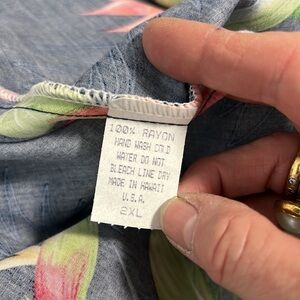 100% RAYON
HAND WASH COLD
WATER DO NOT
BLEACH LINE DRY
MADE IN HAWAII
U.S.A.
2XL